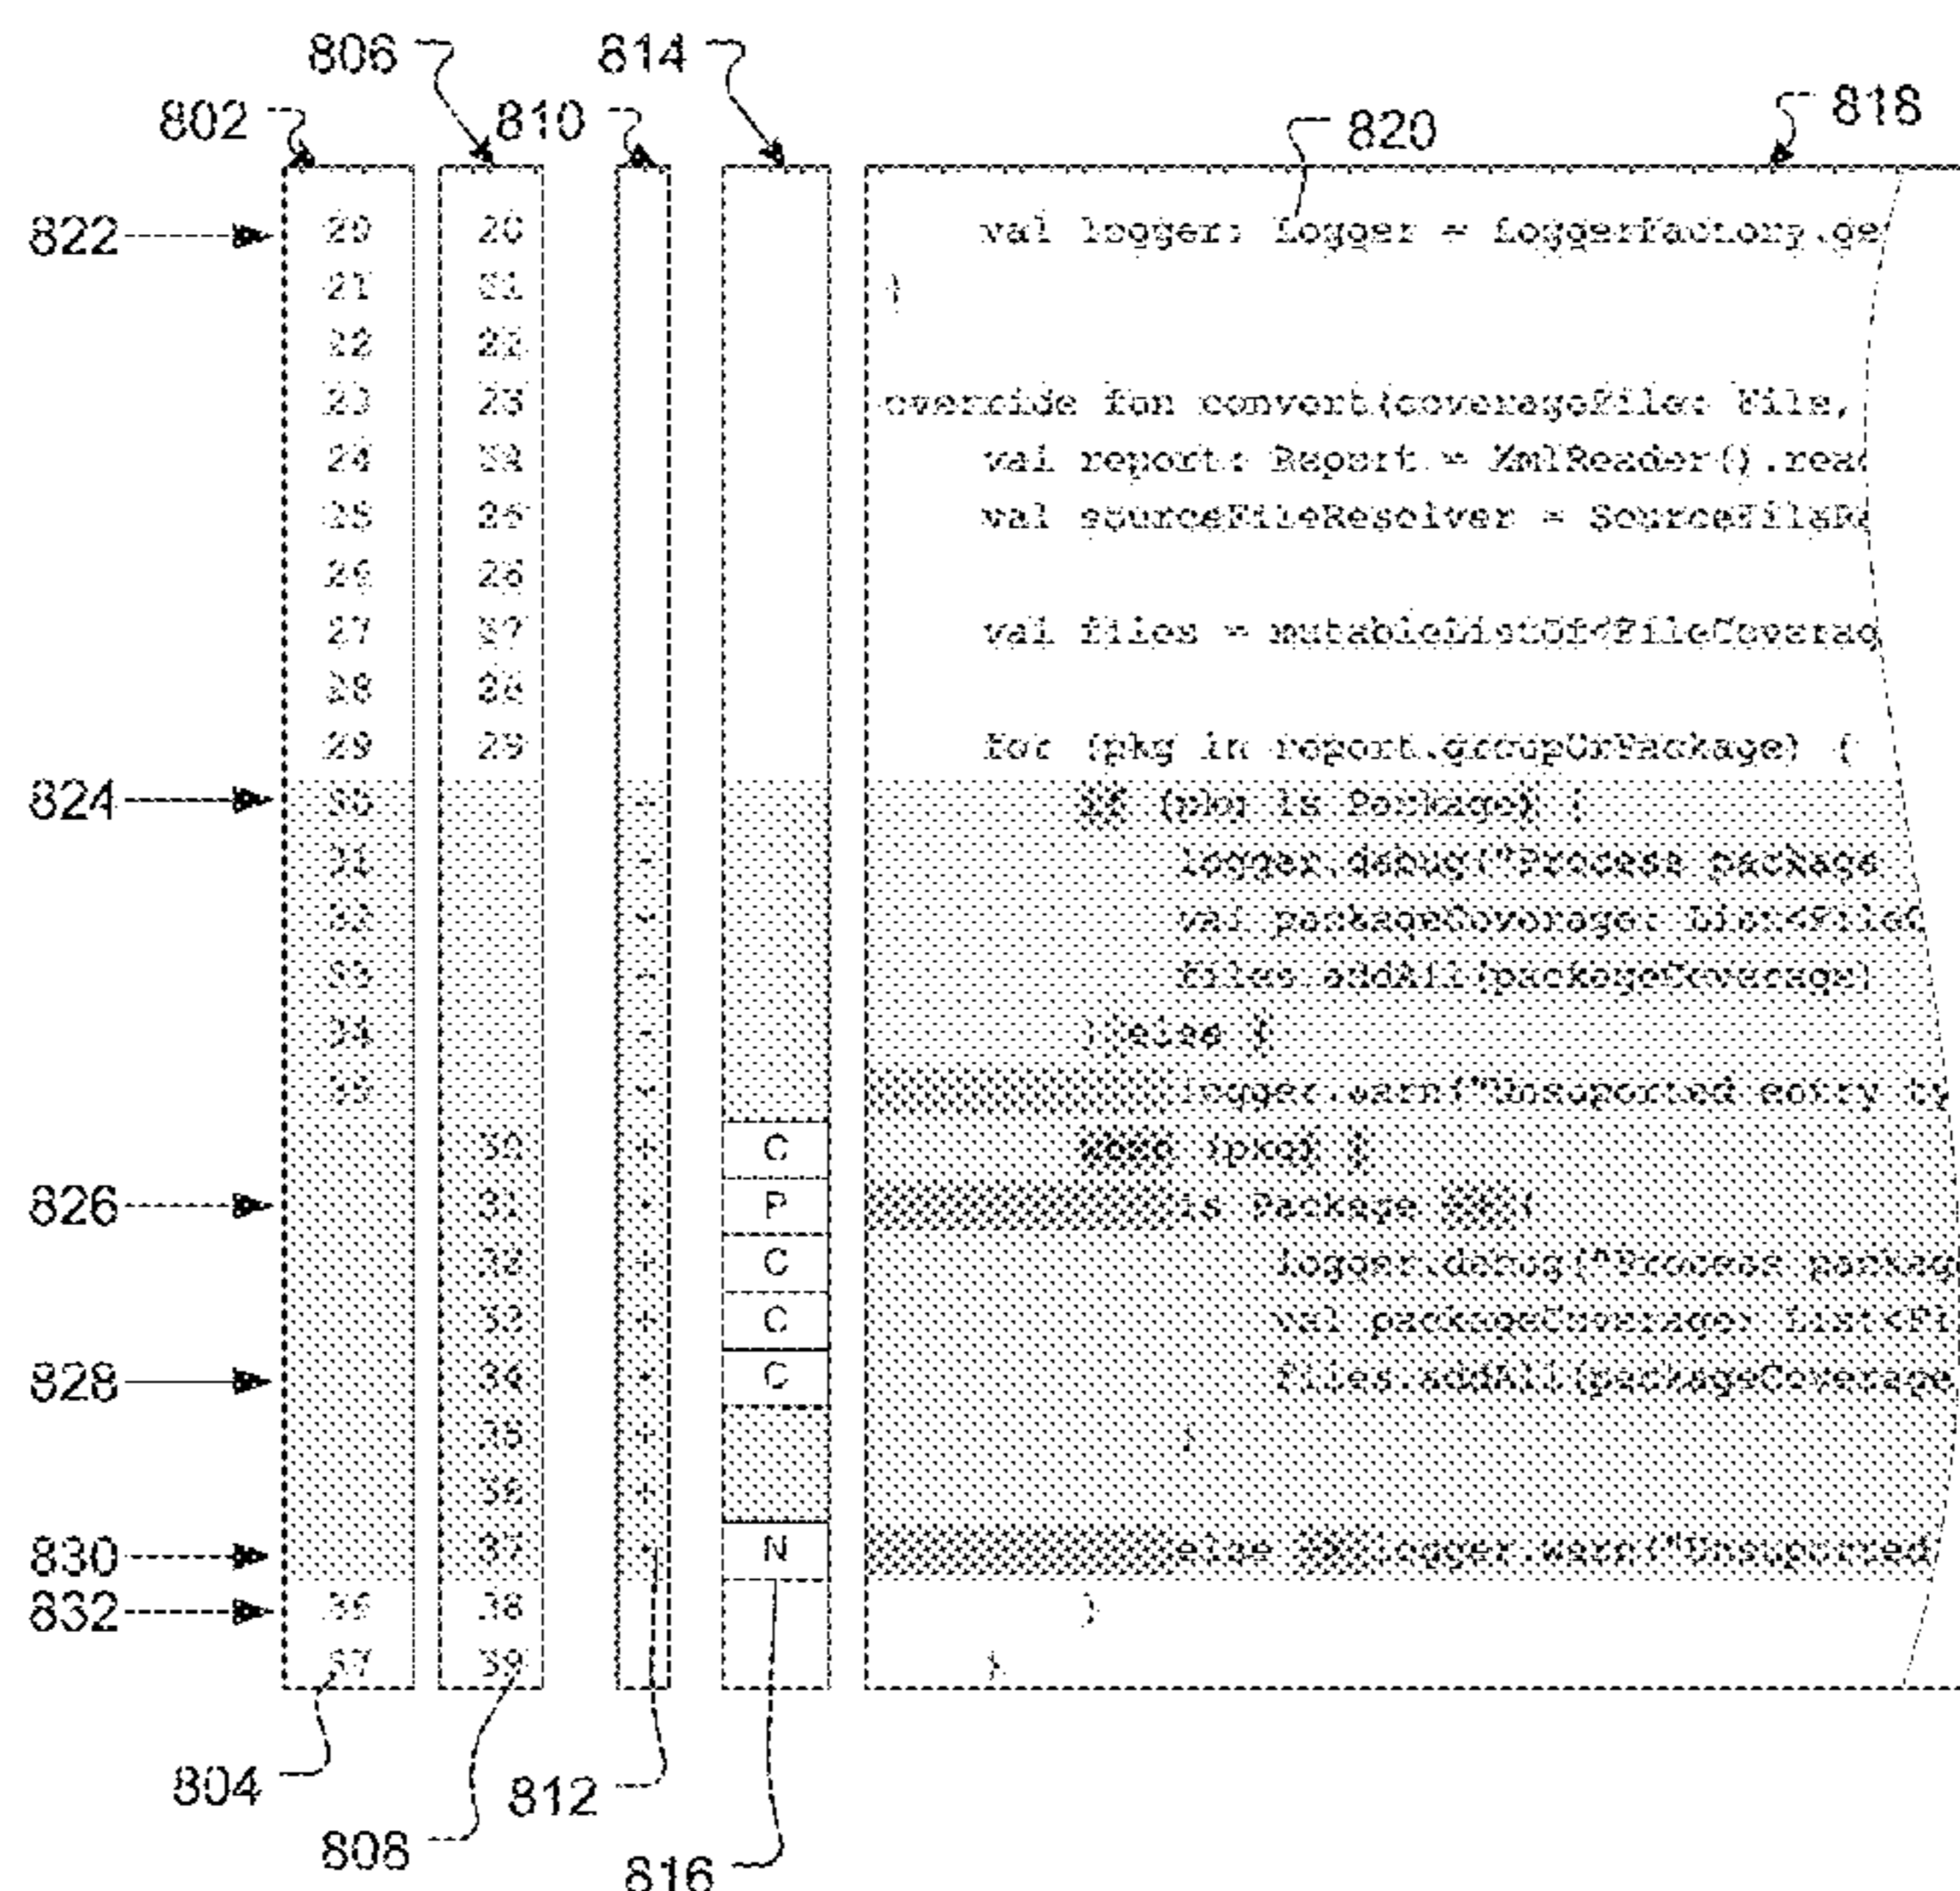 806 814
802 810 820 818
822 20 20 val logger: Logger = LoggerFactory.ge
21 21 }
22 22
23 23 override fun convert(coverageFile: File,
24 24 val report: Report = XmlReader().read
25 25 val sourceFileResolver = SourceFileRe
26 26
27 27 val files = mutableListOf<FileCoverag
28 28
29 29 for (pkg in report.groupOrPackage) {
824 30 - if (pkg is Package) {
31 - logger.debug("Process package
32 - val packageCoverage: List<FileC
33 - files.addAll(packageCoverage)
34 - } else {
35 - logger.warn("Unsuported entry ty
30 + C when (pkg) {
826 31 + P is Package -> {
32 + C logger.debug("Process packag
33 + C val packageCoverage: List<Fi
828 34 + C files.addAll(packageCoverage
35 + }
36 +
830 37 + N else -> logger.warn("Unsuported
832 36 38 }
37 39 }
804 812
808 816